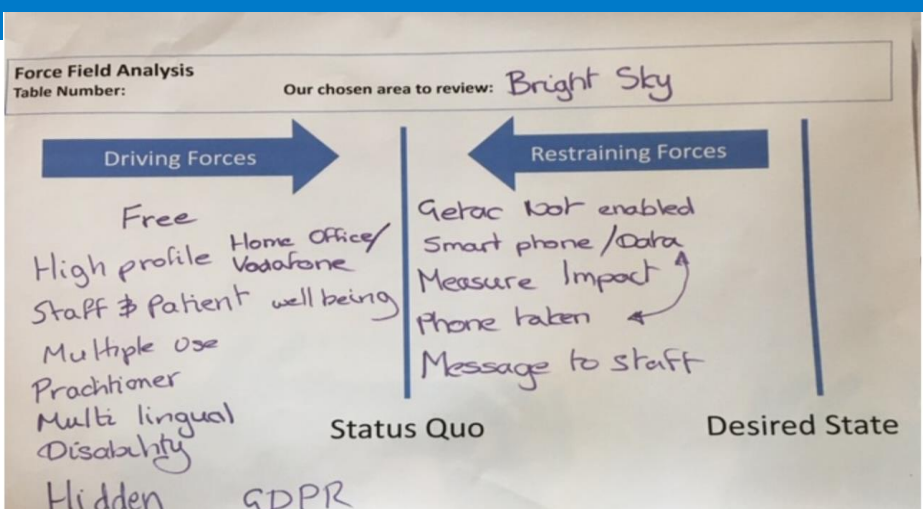 Force Field Analysis
Table Number:
Our chosen area to review: Bright Sky
Driving Forces
Free
High profile Home Office/
Vodafone
Staff & Patient well being
Multiple Use
Practitioner
Multi lingual
Disability
Hidden GDPR
Restraining Forces
Getac Not enabled
Smart phone / Data
Measure Impact
Phone taken
Message to staff
Status Quo
Desired State